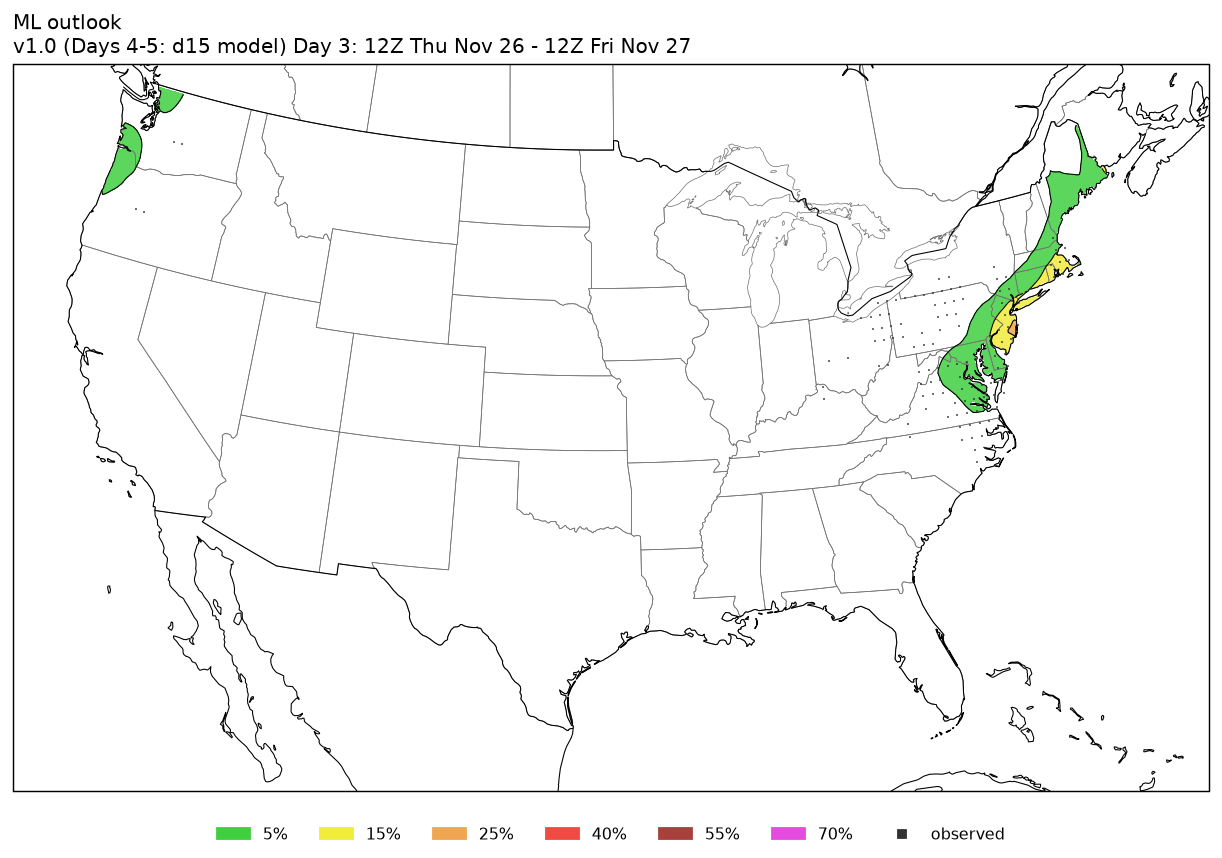 ML outlook
v1.0 (Days 4-5: d15 model) Day 3: 12Z Thu Nov 26 - 12Z Fri Nov 27
5% 15% 25% 40% 55% 70% observed